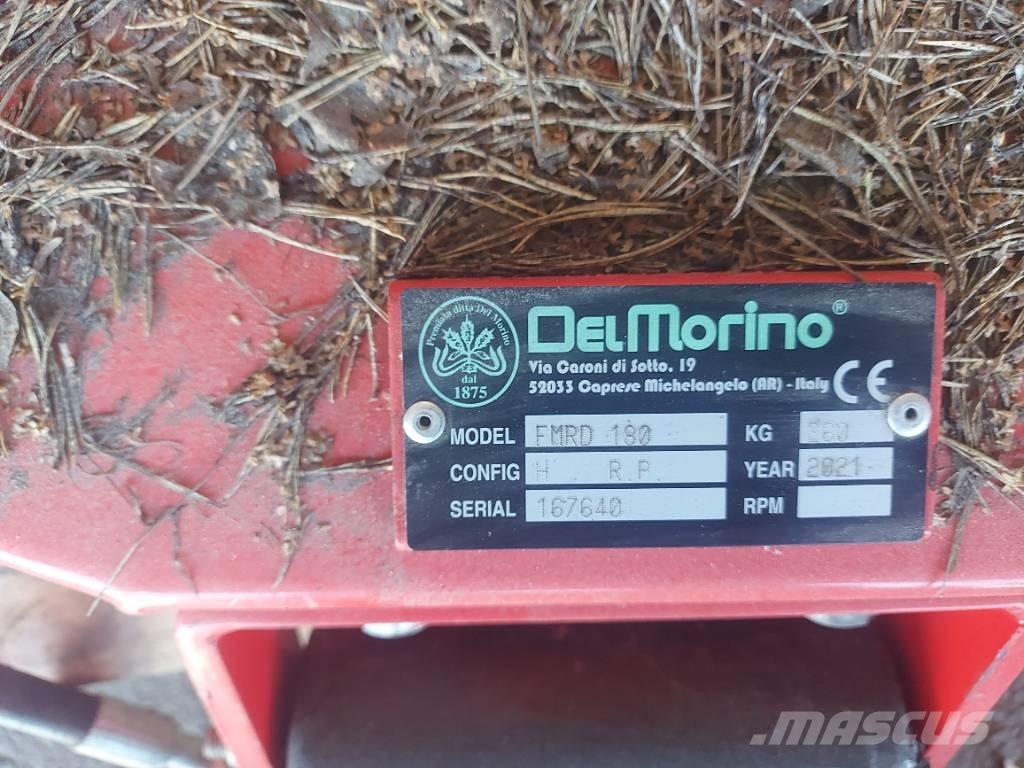 Premiata ditta Del Morino
dal
1875
DelMorino®
Via Caroni di Sotto, 19
52033 Caprese Michelangelo (AR) - Italy
CE
MODEL FMRD 180 KG
CONFIG H . R.P. YEAR 2021
SERIAL 167640 RPM
MASCUS